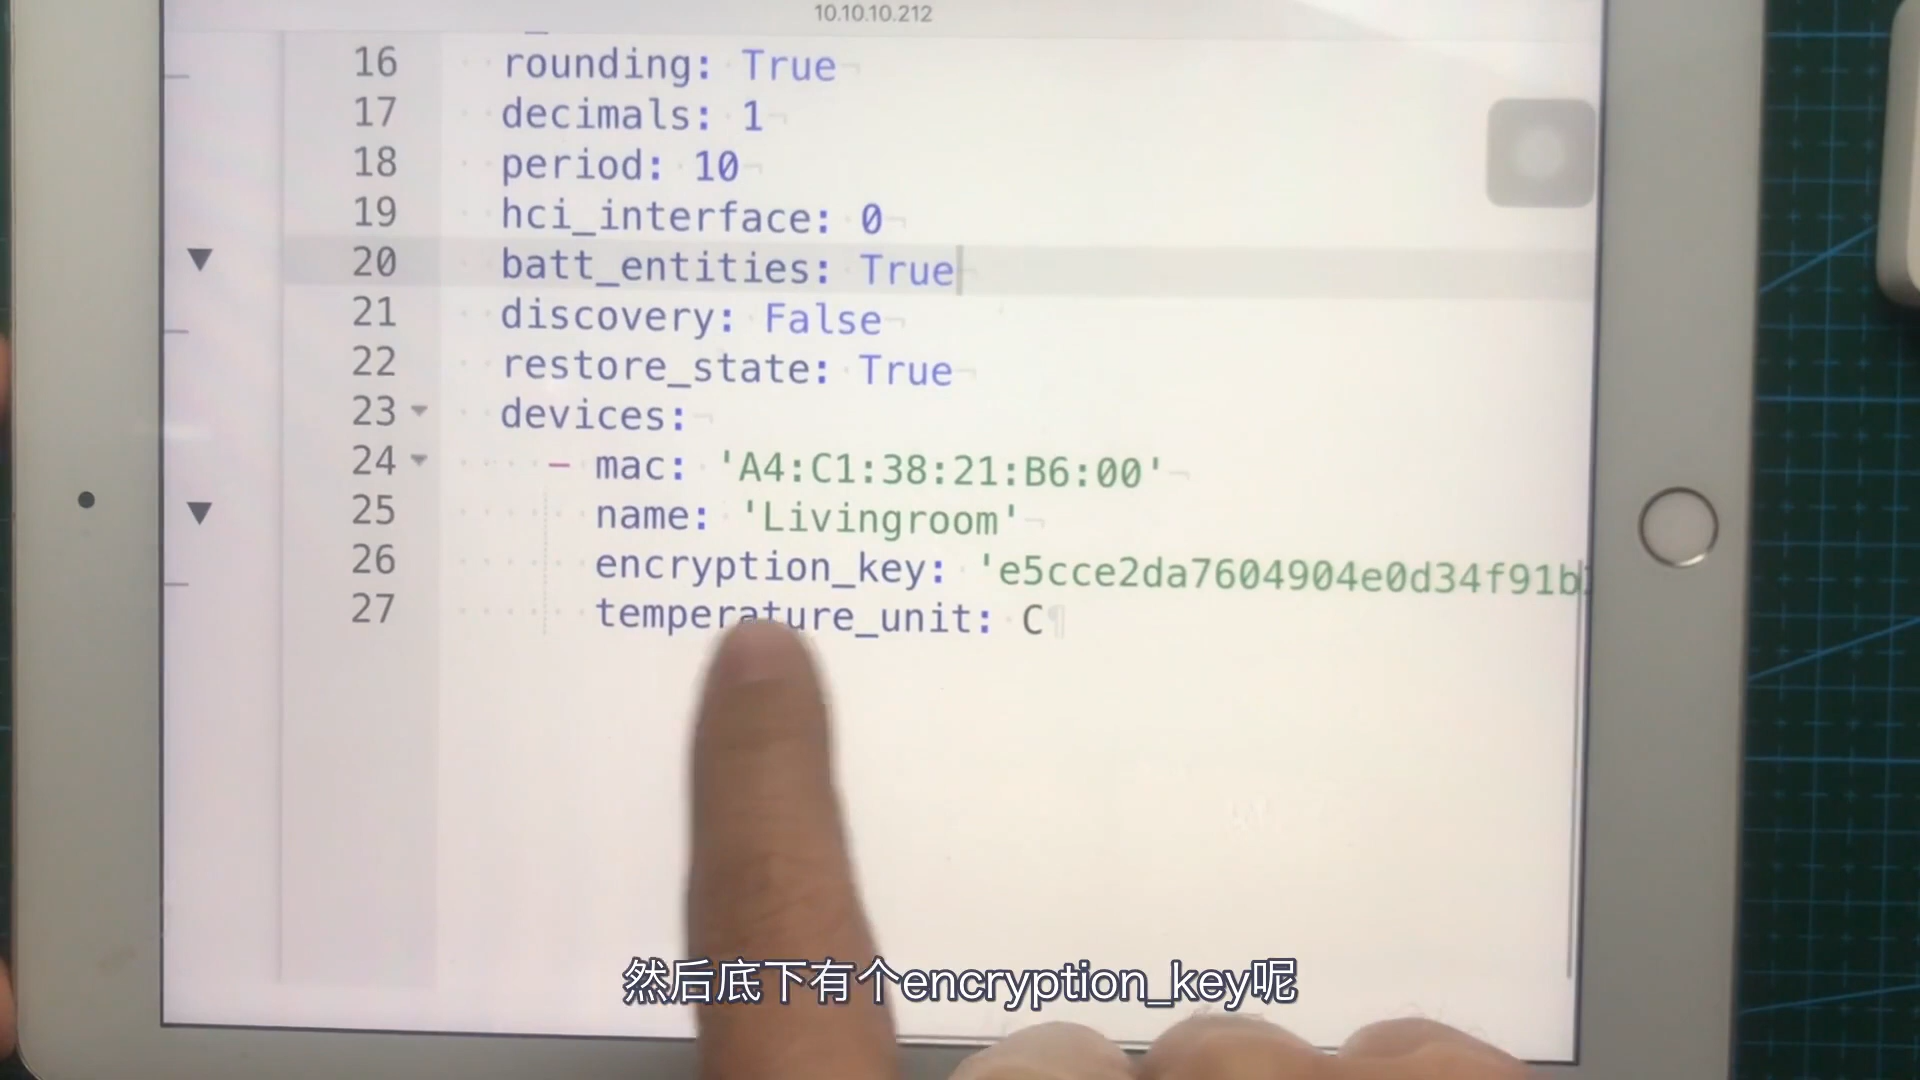 10.10.10.212
16 rounding: True
17 decimals: 1
18 period: 10
19 hci_interface: 0
20 batt_entities: True
21 discovery: False
22 restore_state: True
23 devices:
24 - mac: 'A4:C1:38:21:B6:00'
25 name: 'Livingroom'
26 encryption_key: 'e5cce2da7604904e0d34f91b
27 temperature_unit: C
然后底下有个encryption_key呢